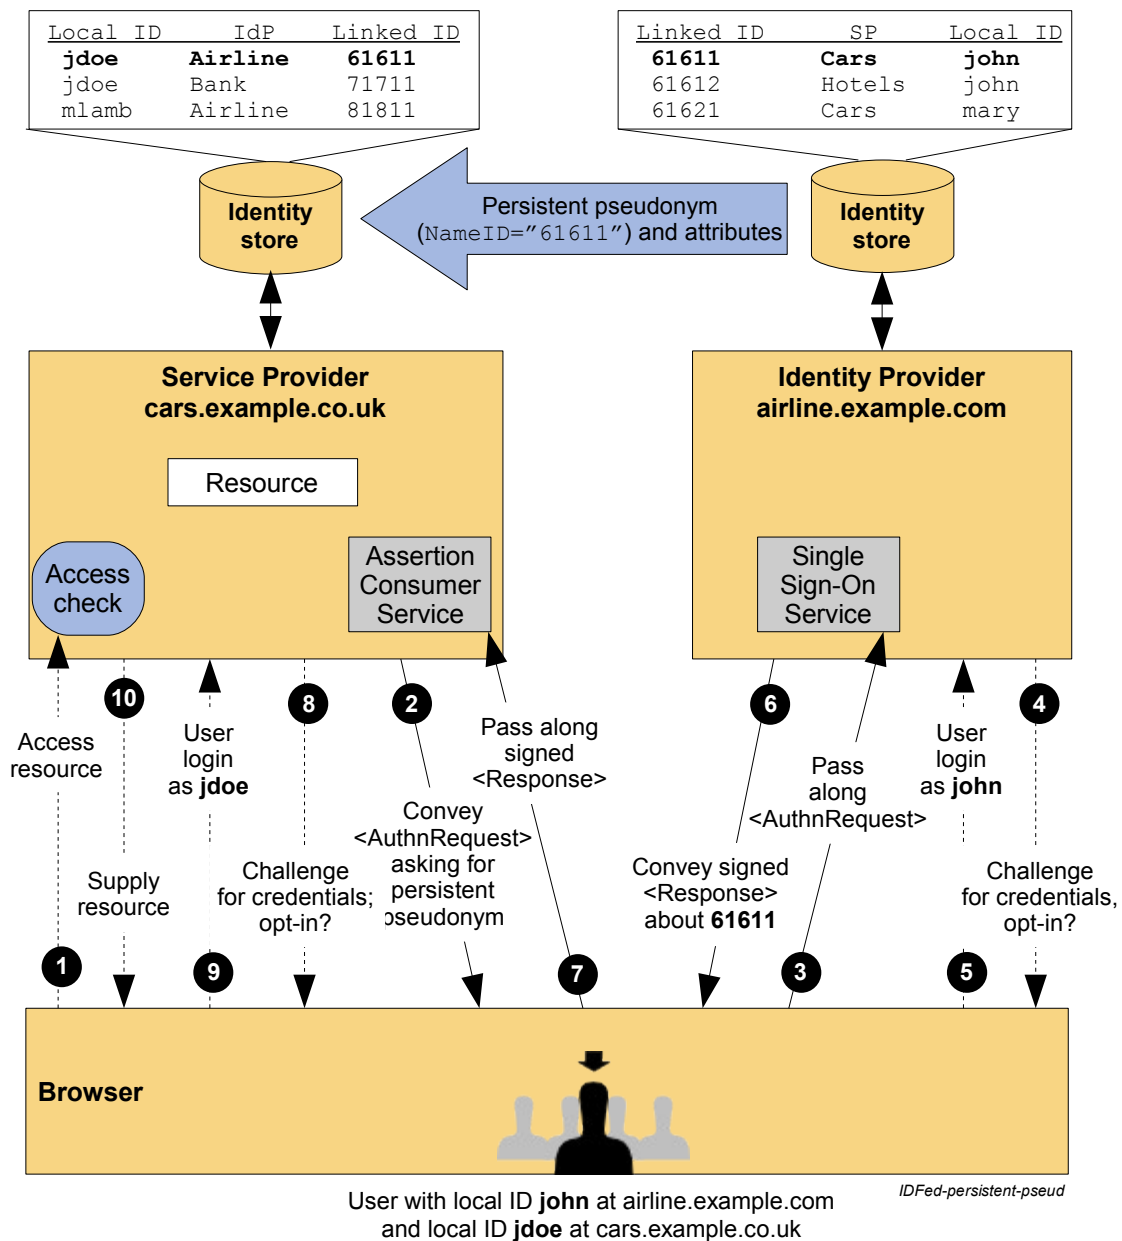 Local ID IdP Linked ID
jdoe Airline 61611
jdoe Bank 71711
mlamb Airline 81811
Linked ID SP Local ID
61611 Cars john
61612 Hotels john
61621 Cars mary
Identity
store
Persistent pseudonym
(NameID=”61611”) and attributes
Identity
store
Service Provider
cars.example.co.uk
Resource
Access
check
Assertion
Consumer
Service
Identity Provider
airline.example.com
Single
Sign-On
Service
10
8
2
6
4
Access
resource
User
login
as jdoe
Pass along
signed
<Response>
Pass
along
<AuthnRequest>
User
login
as john
Supply
resource
Challenge
for credentials;
opt-in?
Convey
<AuthnRequest>
asking for
persistent
pseudonym
Convey signed
<Response>
about 61611
Challenge
for credentials,
opt-in?
1
9
7
3
5
Browser
User with local ID john at airline.example.com
and local ID jdoe at cars.example.co.uk
IDFed-persistent-pseud